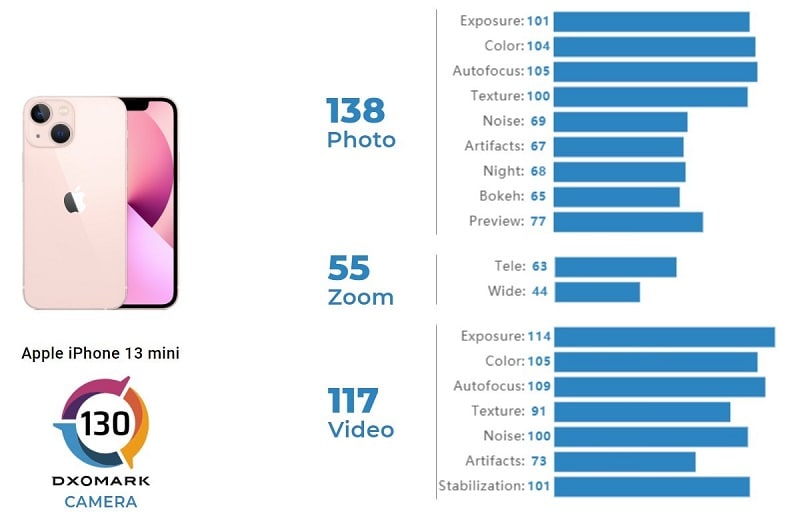 138
Photo
Exposure: 101
Color: 104
Autofocus: 105
Texture: 100
Noise: 69
Artifacts: 67
Night: 68
Bokeh: 65
Preview: 77
55
Zoom
Tele: 63
Wide: 44
Apple iPhone 13 mini
130
DXOMARK
CAMERA
117
Video
Exposure: 114
Color: 105
Autofocus: 109
Texture: 91
Noise: 100
Artifacts: 73
Stabilization: 101